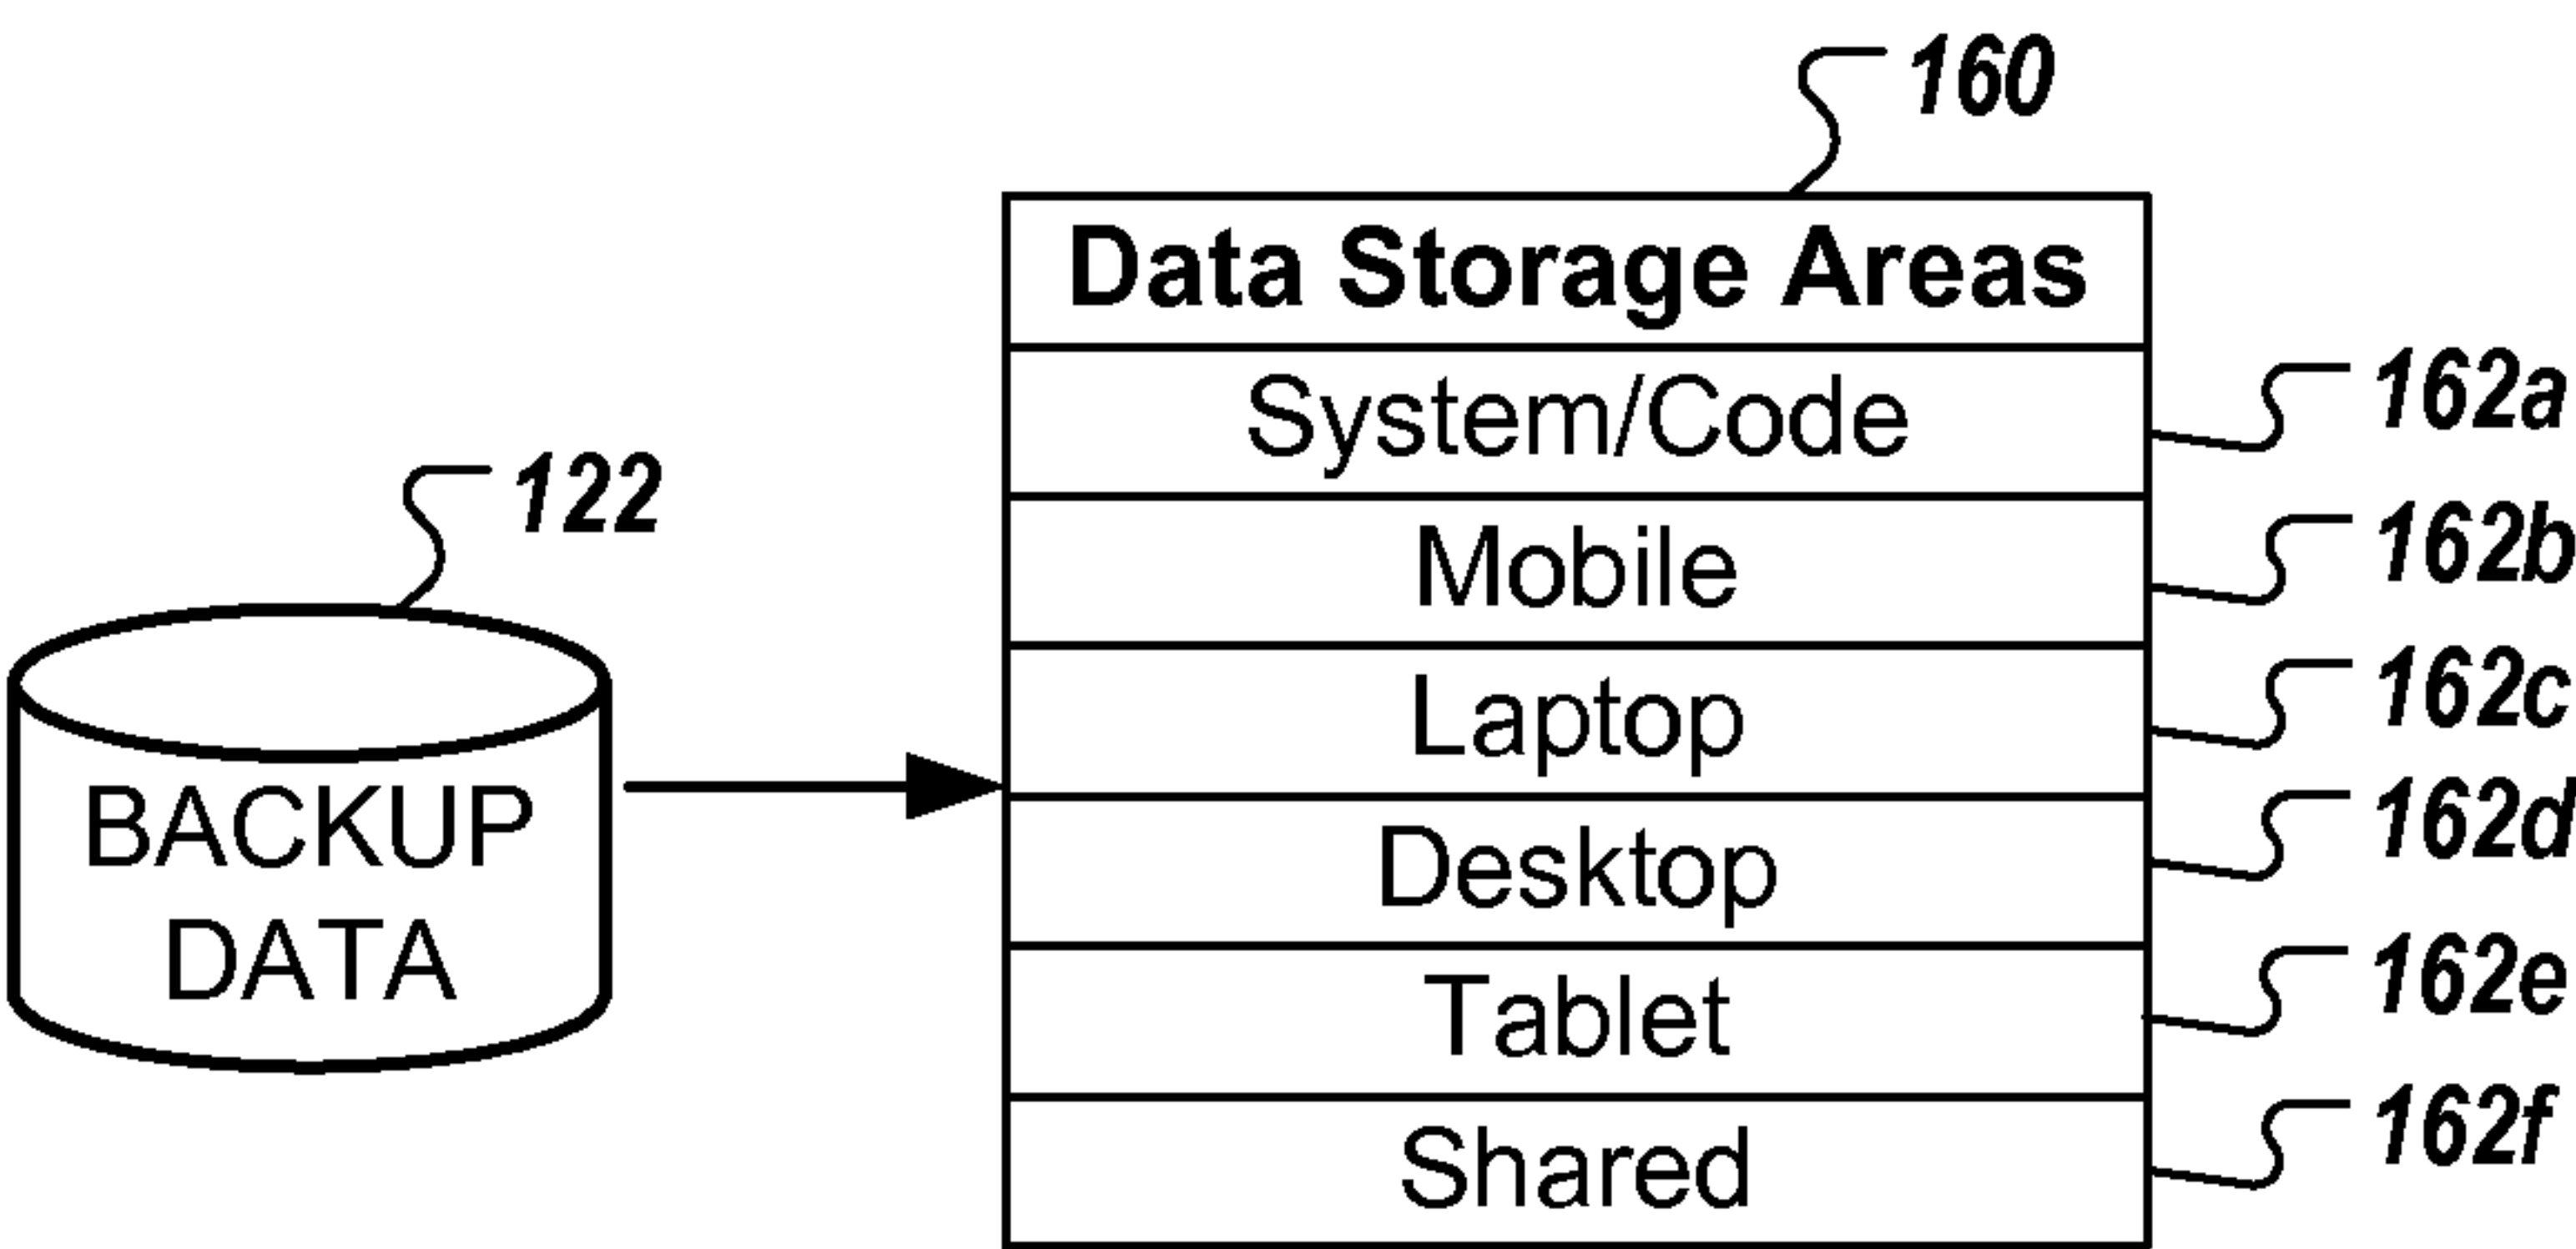 160
Data Storage Areas
System/Code
162a
122
Mobile
162b
Laptop
162c
BACKUP
DATA
Desktop
162d
Tablet
162e
Shared
162f